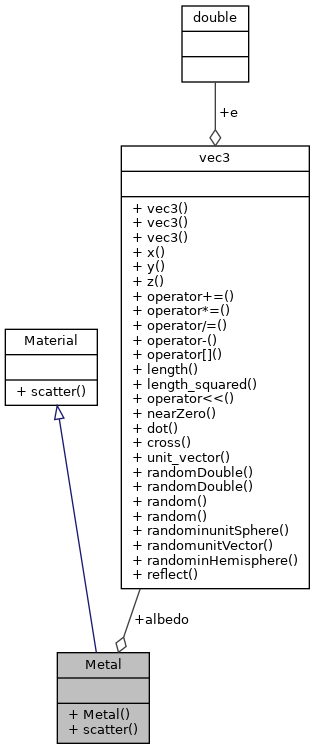 double
+e
vec3
+ vec3()
+ vec3()
+ vec3()
+ x()
+ y()
+ z()
+ operator+=()
+ operator*=()
+ operator/=()
+ operator-()
+ operator[]()
+ length()
+ length_squared()
+ operator<<()
+ nearZero()
+ dot()
+ cross()
+ unit_vector()
+ randomDouble()
+ randomDouble()
+ random()
+ random()
+ randominunitSphere()
+ randomunitVector()
+ randominHemisphere()
+ reflect()
Material
+ scatter()
+albedo
Metal
+ Metal()
+ scatter()